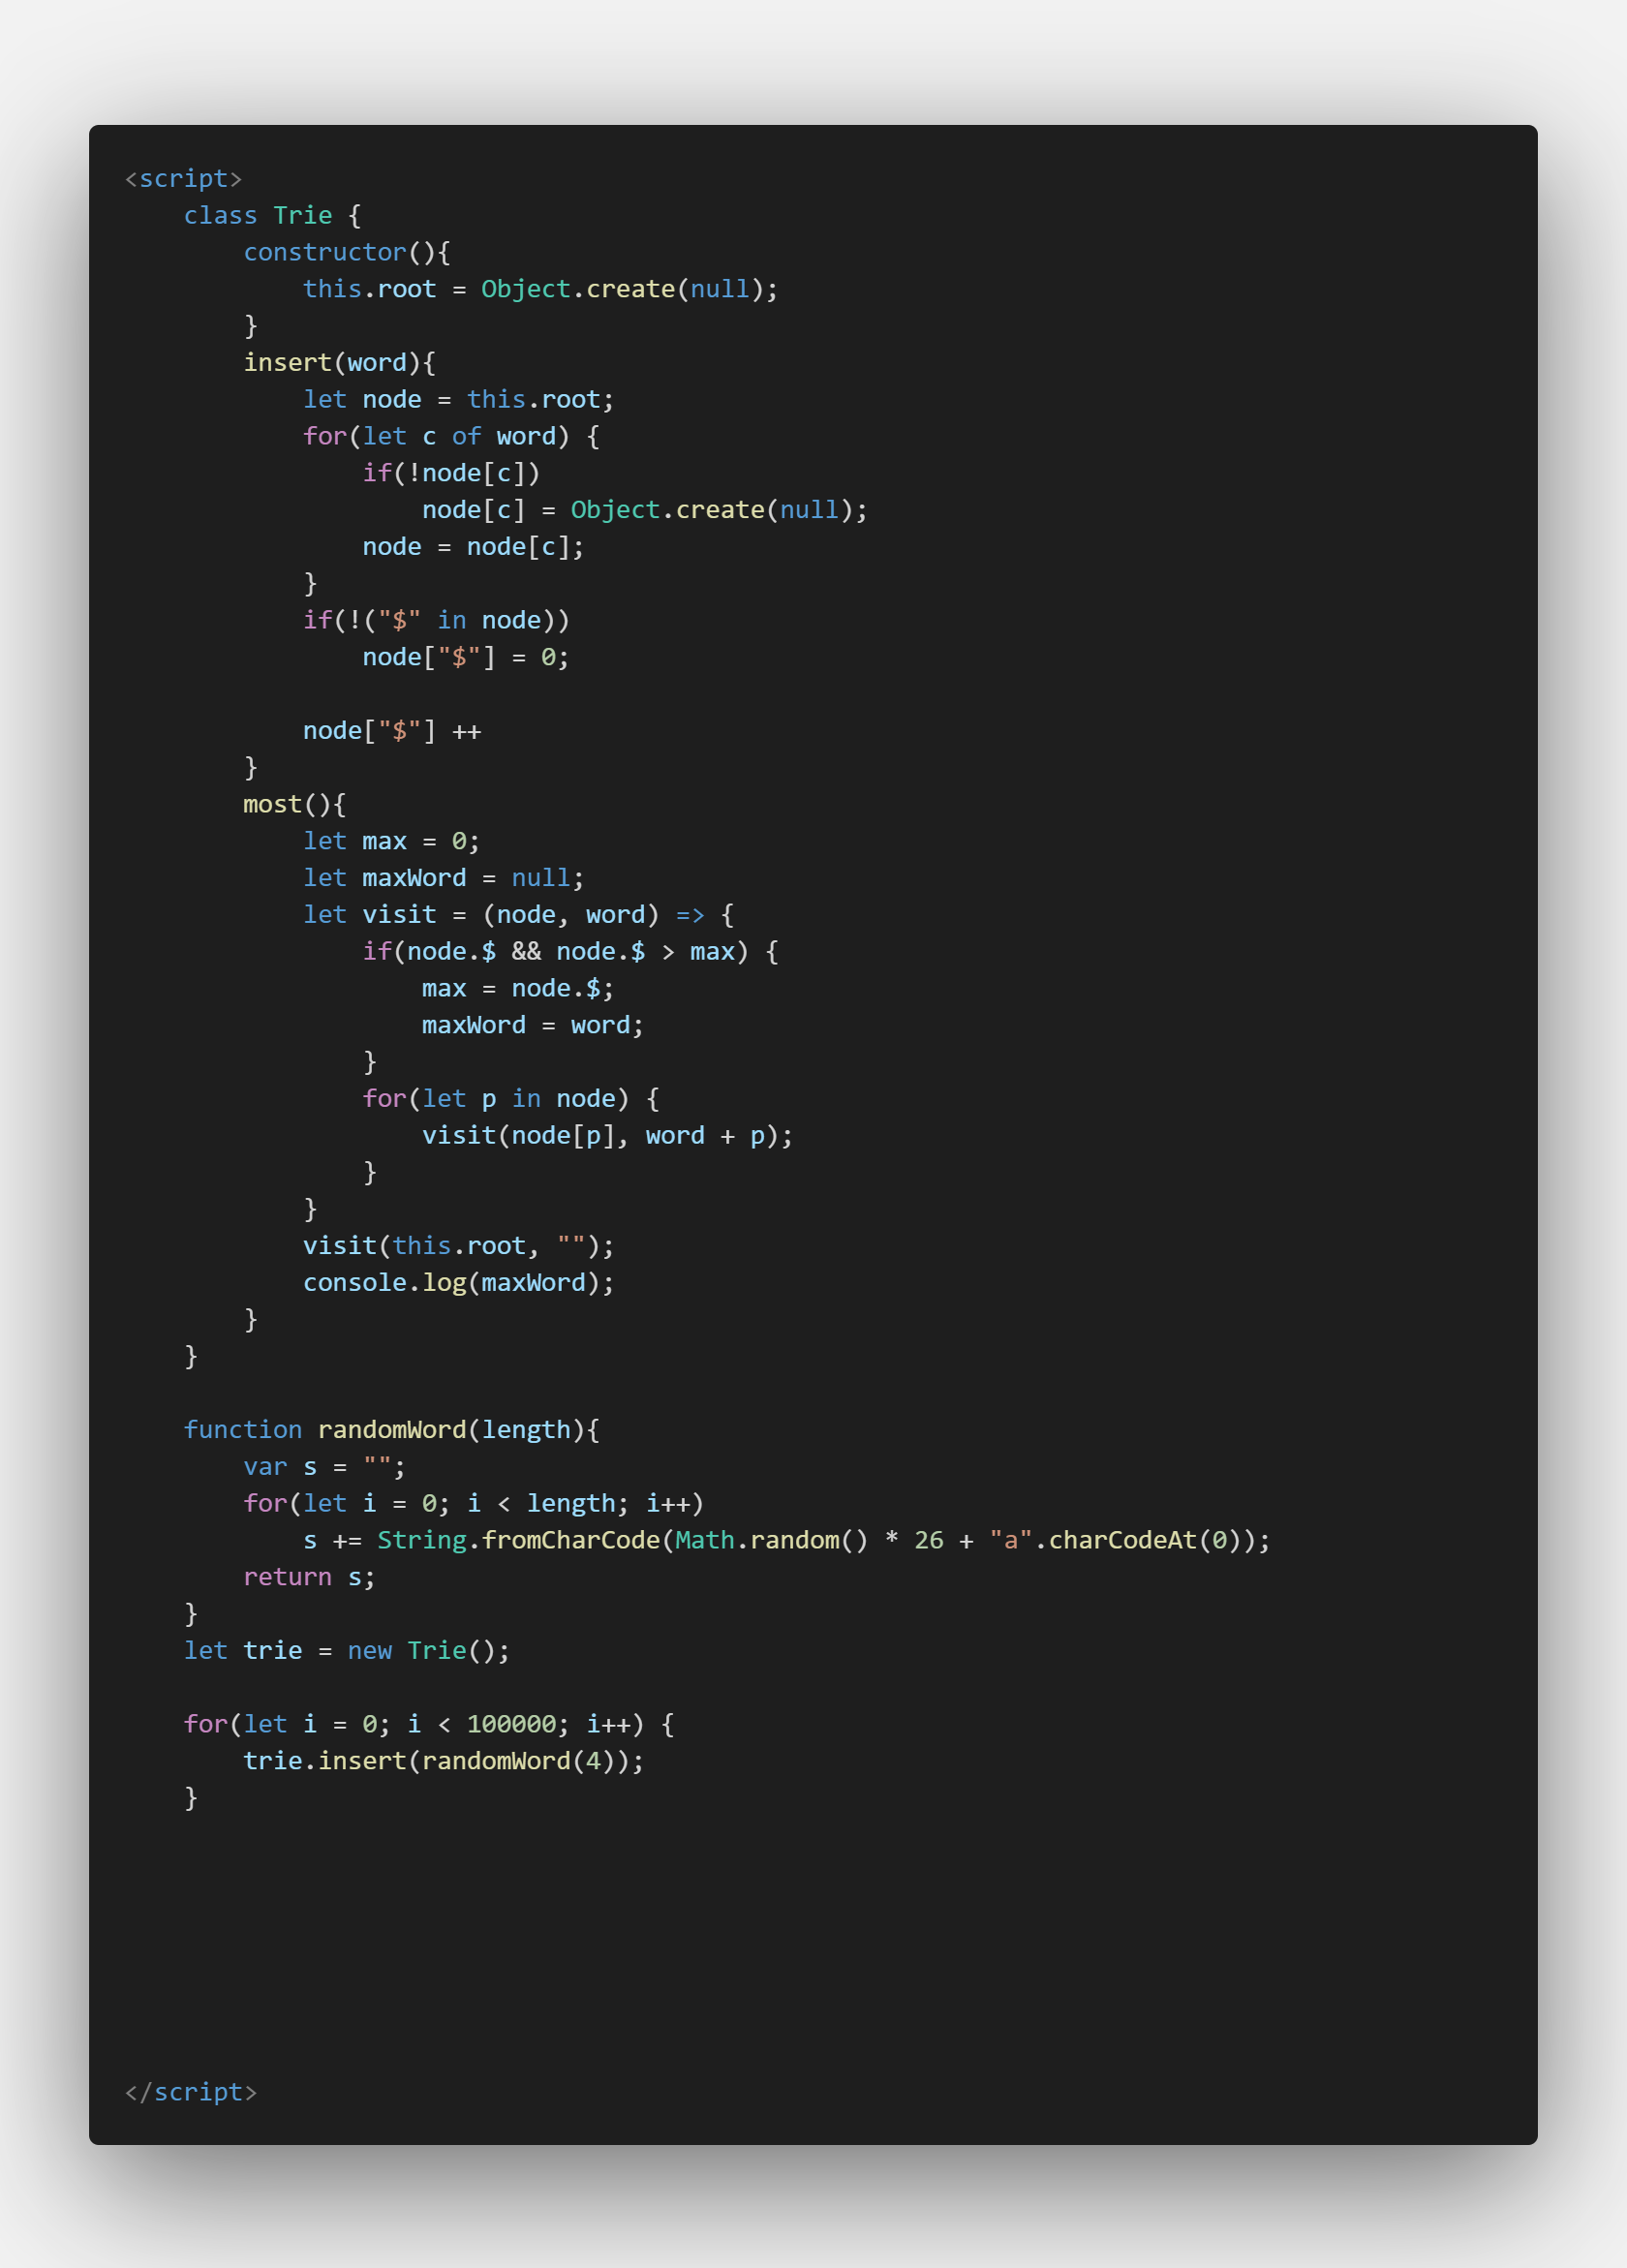 <script>
    class Trie {
        constructor(){
            this.root = Object.create(null);
        }
        insert(word){
            let node = this.root;
            for(let c of word) {
                if(!node[c])
                    node[c] = Object.create(null);
                node = node[c];
            }
            if(!("$" in node))
                node["$"] = 0;

            node["$"] ++
        }
        most(){
            let max = 0;
            let maxWord = null;
            let visit = (node, word) => {
                if(node.$ && node.$ > max) {
                    max = node.$;
                    maxWord = word;
                }
                for(let p in node) {
                    visit(node[p], word + p);
                }
            }
            visit(this.root, "");
            console.log(maxWord);
        }
    }

    function randomWord(length){
        var s = "";
        for(let i = 0; i < length; i++)
            s += String.fromCharCode(Math.random() * 26 + "a".charCodeAt(0));
        return s;
    }
    let trie = new Trie();

    for(let i = 0; i < 100000; i++) {
        trie.insert(randomWord(4));
    }

</script>